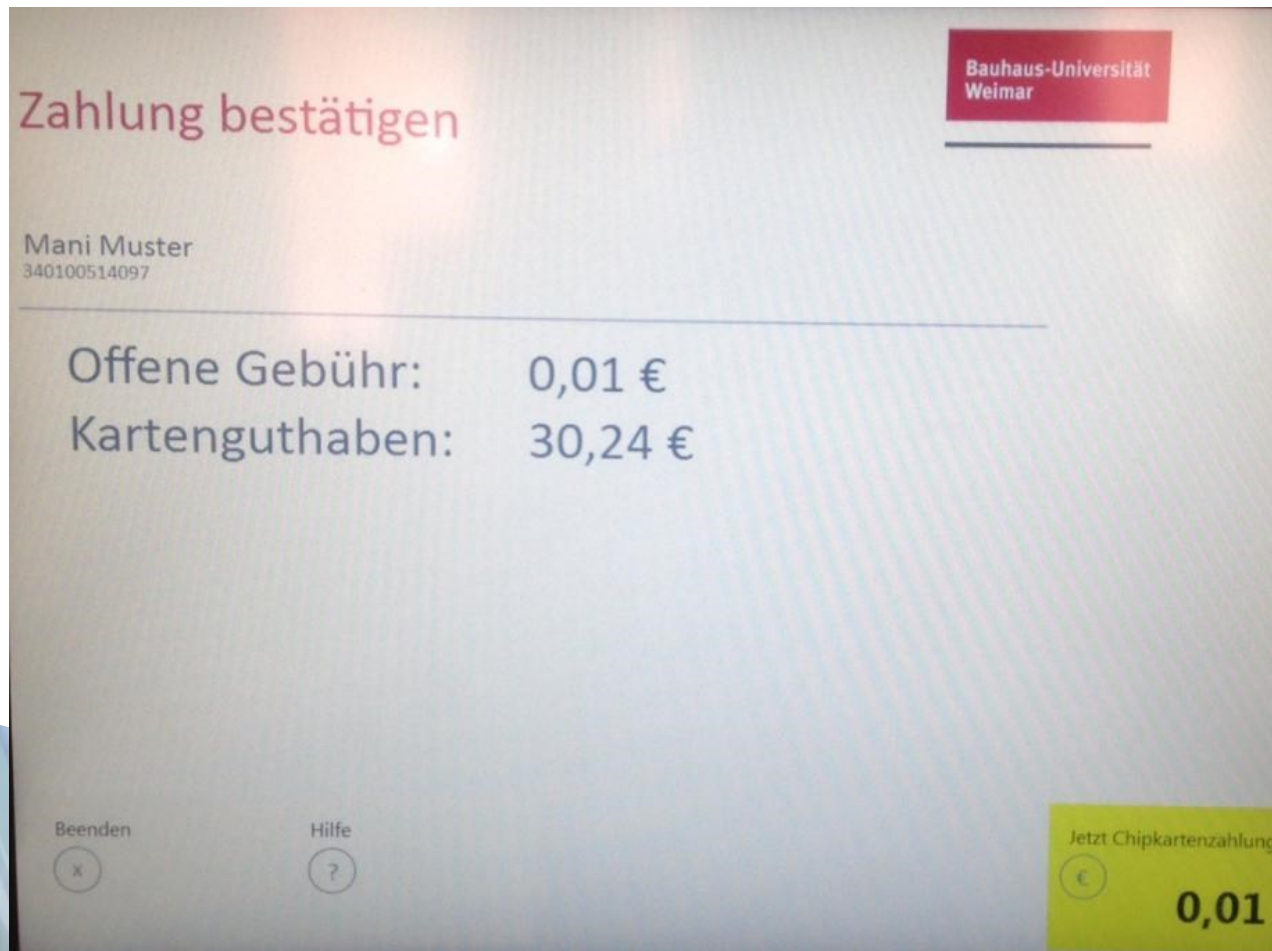 Bauhaus-Universität
Weimar
Zahlung bestätigen
Mani Muster
340100514097
Offene Gebühr: 0,01 €
Kartenguthaben: 30,24 €
Beenden
x
Hilfe
?
Jetzt Chipkartenzahlung
€
0,01